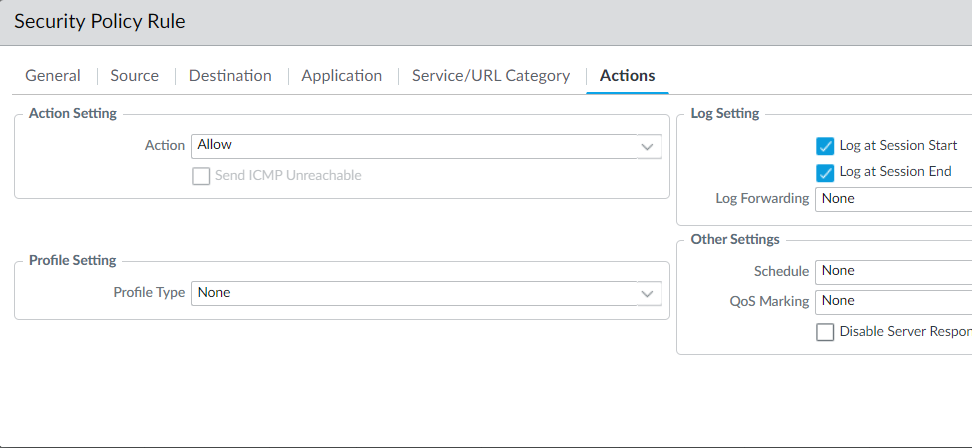 Security Policy Rule
General Source Destination Application Service/URL Category Actions
Action Setting
Action Allow
Send ICMP Unreachable
Profile Setting
Profile Type None
Log Setting
Log at Session Start
Log at Session End
Log Forwarding None
Other Settings
Schedule None
QoS Marking None
Disable Server Respon